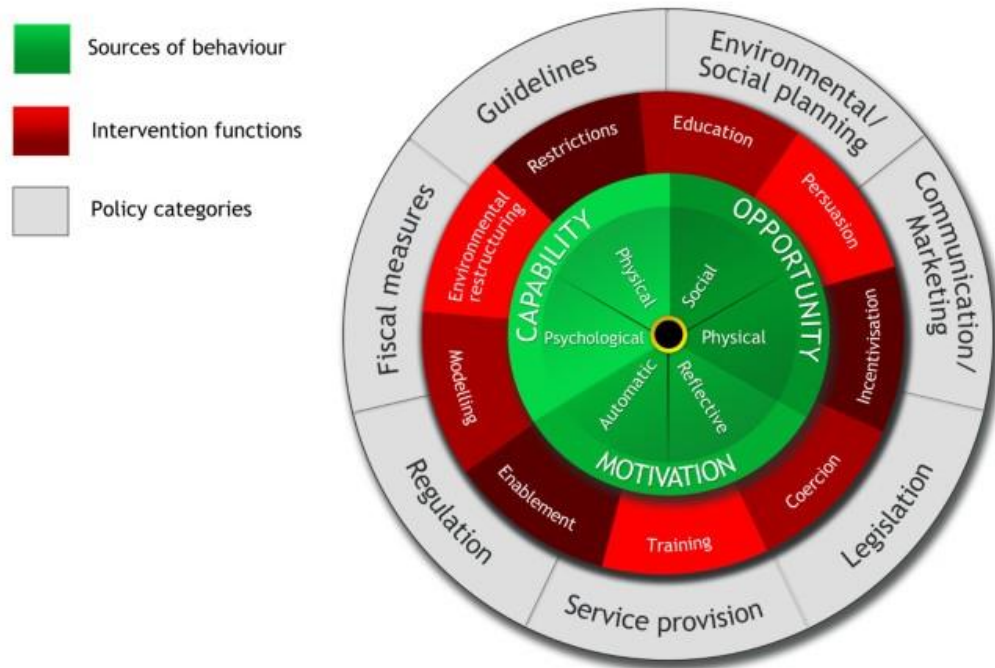 Sources of behaviour
Intervention functions
Policy categories
Guidelines
Environmental/
Social planning
Communication/
Marketing
Legislation
Service provision
Regulation
Fiscal measures
Restrictions
Education
Persuasion
Incentivisation
Coercion
Training
Enablement
Modelling
Environmental
restructuring
CAPABILITY
OPPORTUNITY
MOTIVATION
Physical
Social
Psychological
Physical
Automatic
Reflective